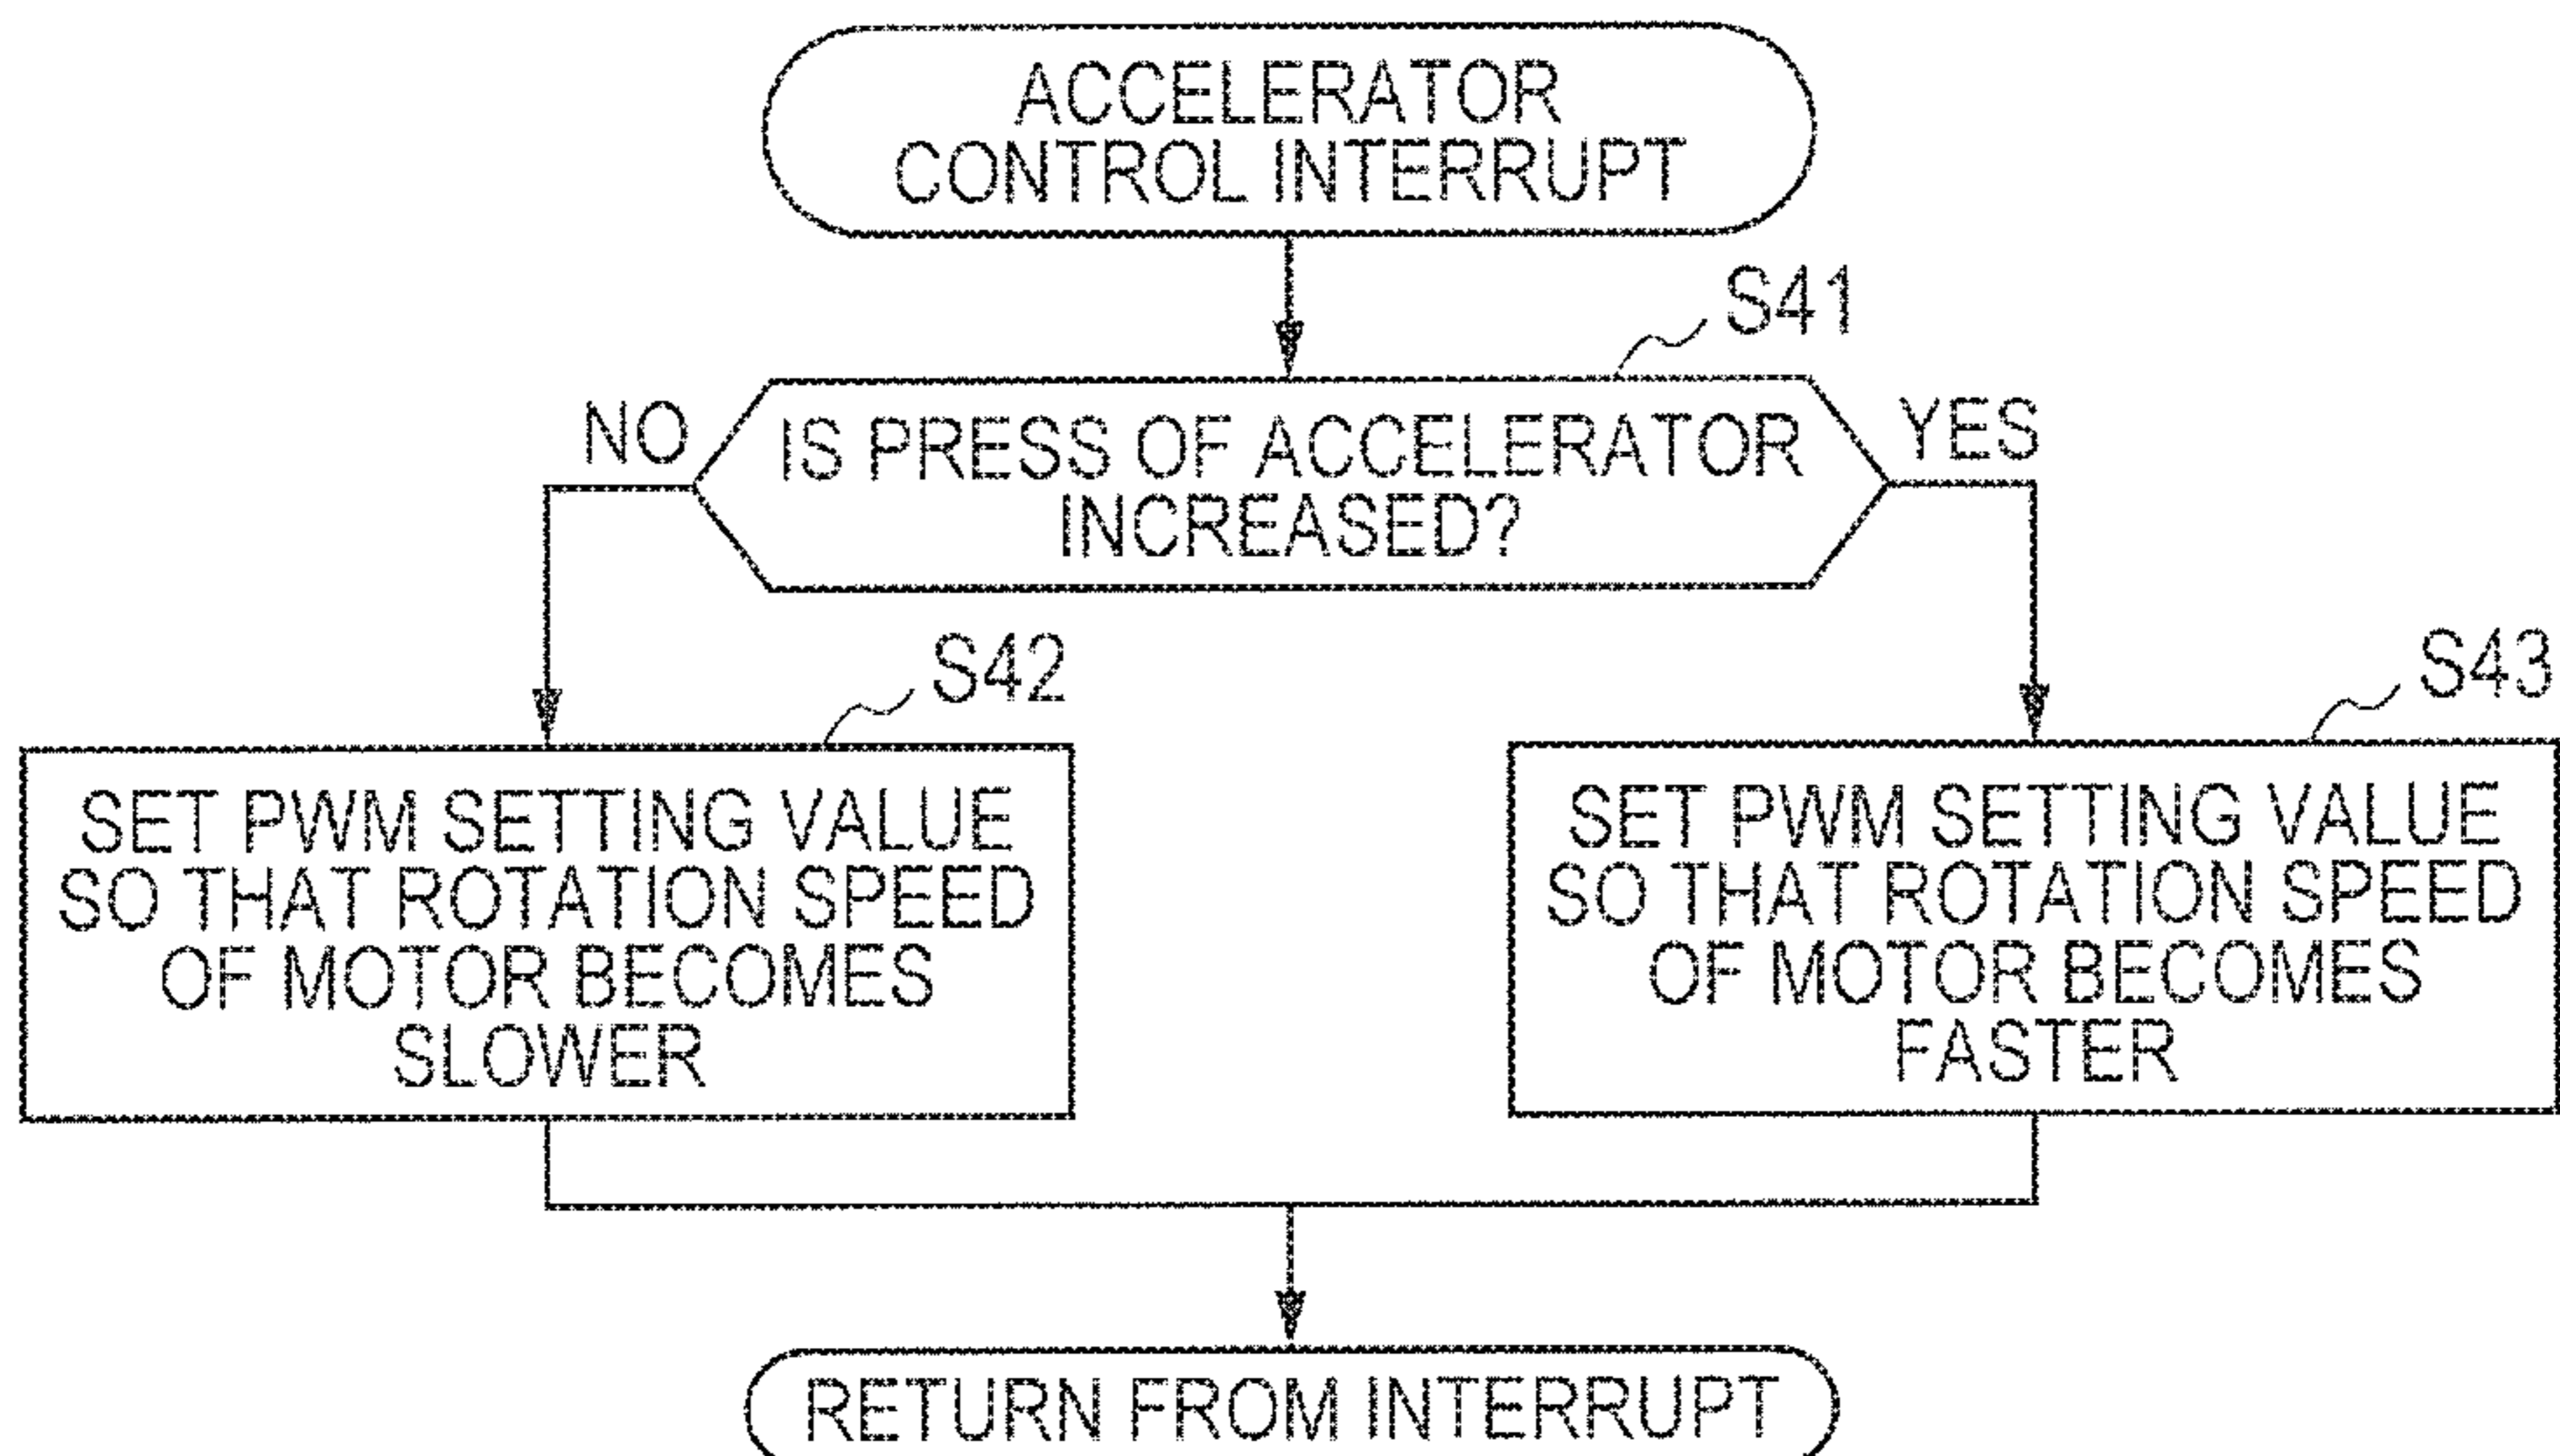 ACCELERATOR
CONTROL INTERRUPT
S41
NO
IS PRESS OF ACCELERATOR
INCREASED?
YES
S42
SET PWM SETTING VALUE
SO THAT ROTATION SPEED
OF MOTOR BECOMES
SLOWER
S43
SET PWM SETTING VALUE
SO THAT ROTATION SPEED
OF MOTOR BECOMES
FASTER
RETURN FROM INTERRUPT